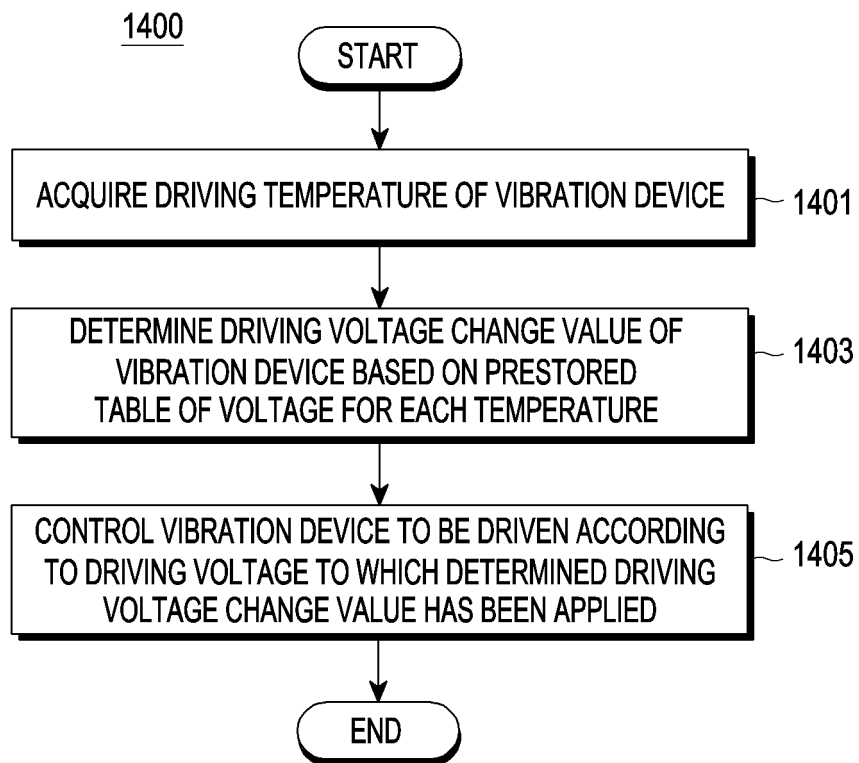 1400
START
ACQUIRE DRIVING TEMPERATURE OF VIBRATION DEVICE
1401
DETERMINE DRIVING VOLTAGE CHANGE VALUE OF
VIBRATION DEVICE BASED ON PRESTORED
TABLE OF VOLTAGE FOR EACH TEMPERATURE
1403
CONTROL VIBRATION DEVICE TO BE DRIVEN ACCORDING
TO DRIVING VOLTAGE TO WHICH DETERMINED DRIVING
VOLTAGE CHANGE VALUE HAS BEEN APPLIED
1405
END